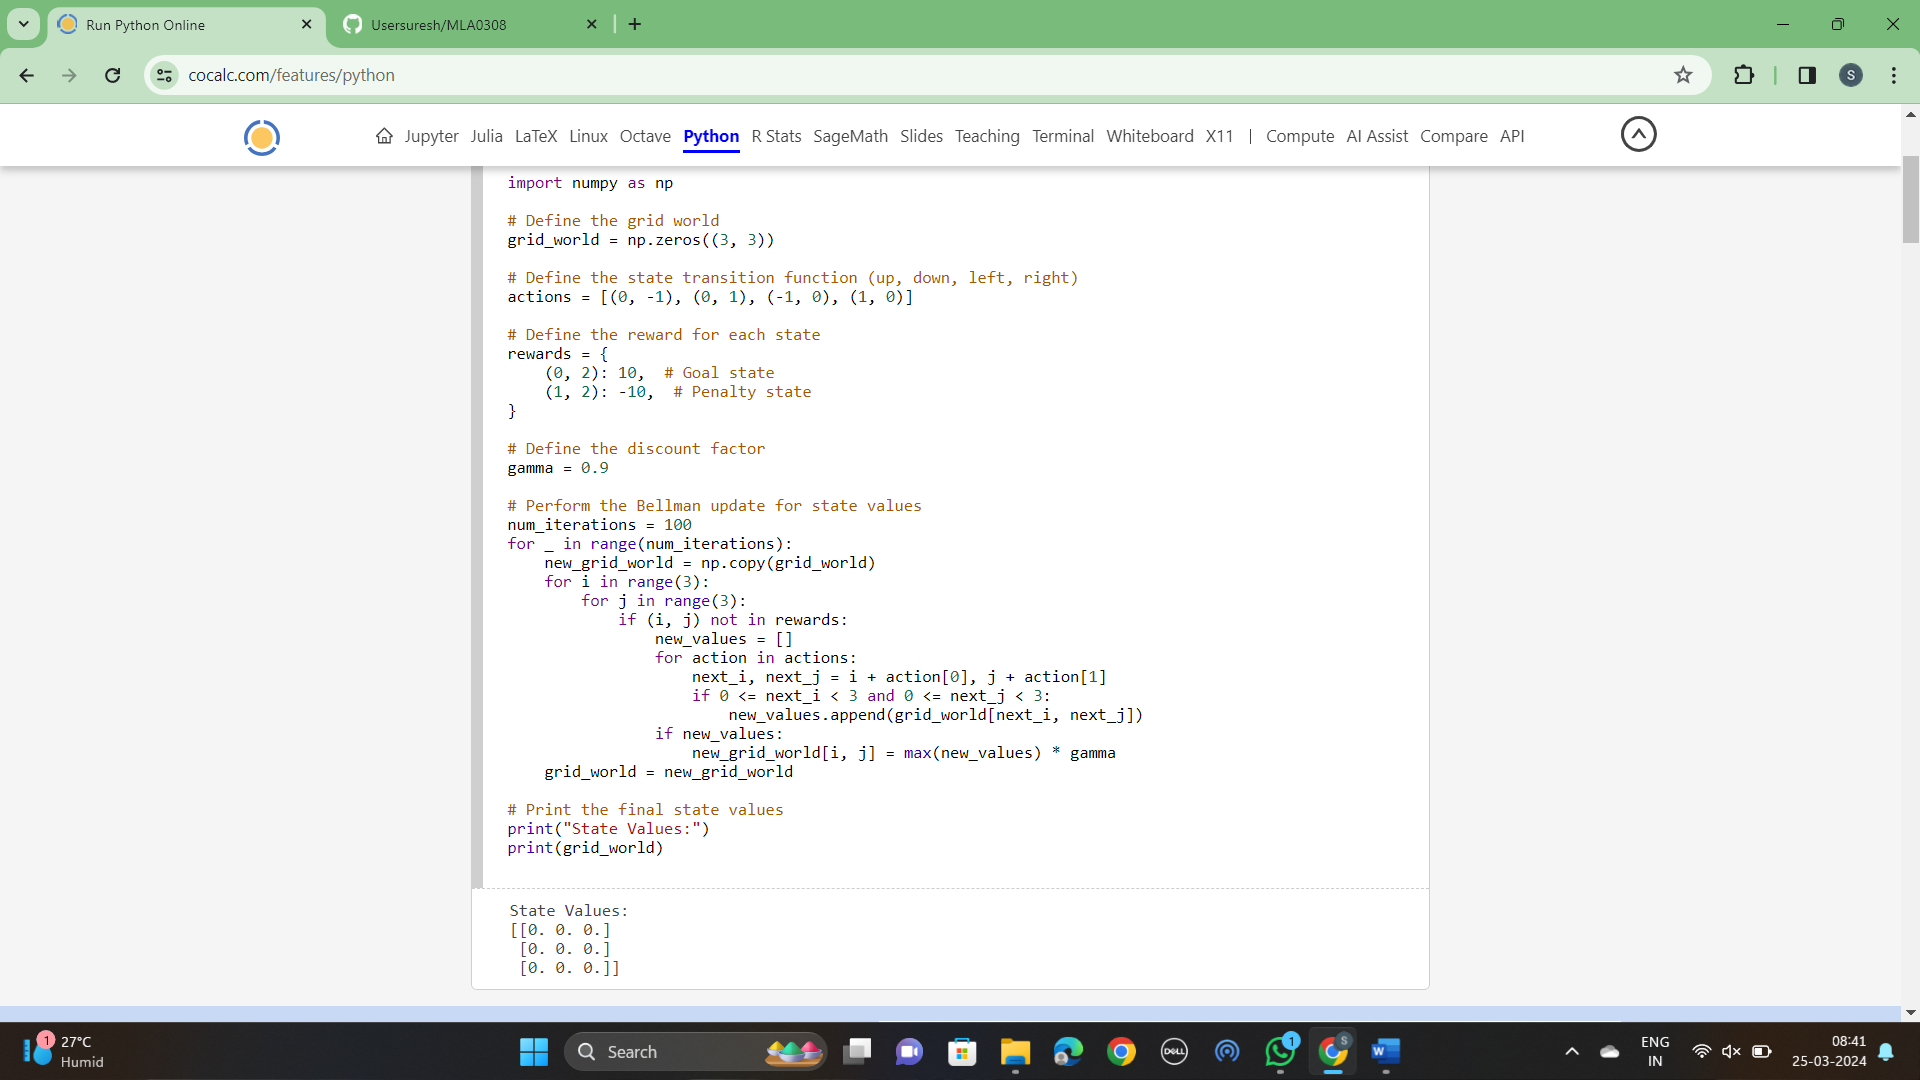 Run Python Online
Usersuresh/MLA0308
cocalc.com/features/python
S
Jupyter Julia LaTeX Linux Octave Python R Stats SageMath Slides Teaching Terminal Whiteboard X11 | Compute AI Assist Compare API
import numpy as np
# Define the grid world
grid_world = np.zeros((3, 3))
# Define the state transition function (up, down, left, right)
actions = [(0, -1), (0, 1), (-1, 0), (1, 0)]
# Define the reward for each state
rewards = {
    (0, 2): 10,  # Goal state
    (1, 2): -10,  # Penalty state
}
# Define the discount factor
gamma = 0.9
# Perform the Bellman update for state values
num_iterations = 100
for _ in range(num_iterations):
    new_grid_world = np.copy(grid_world)
    for i in range(3):
        for j in range(3):
            if (i, j) not in rewards:
                new_values = []
                for action in actions:
                    next_i, next_j = i + action[0], j + action[1]
                    if 0 <= next_i < 3 and 0 <= next_j < 3:
                        new_values.append(grid_world[next_i, next_j])
                if new_values:
                    new_grid_world[i, j] = max(new_values) * gamma
    grid_world = new_grid_world
# Print the final state values
print("State Values:")
print(grid_world)
State Values:
[[0. 0. 0.]
 [0. 0. 0.]
 [0. 0. 0.]]
1
27°C
Humid
Search
DELL
1
S
W
ENG
IN
08:41
25-03-2024